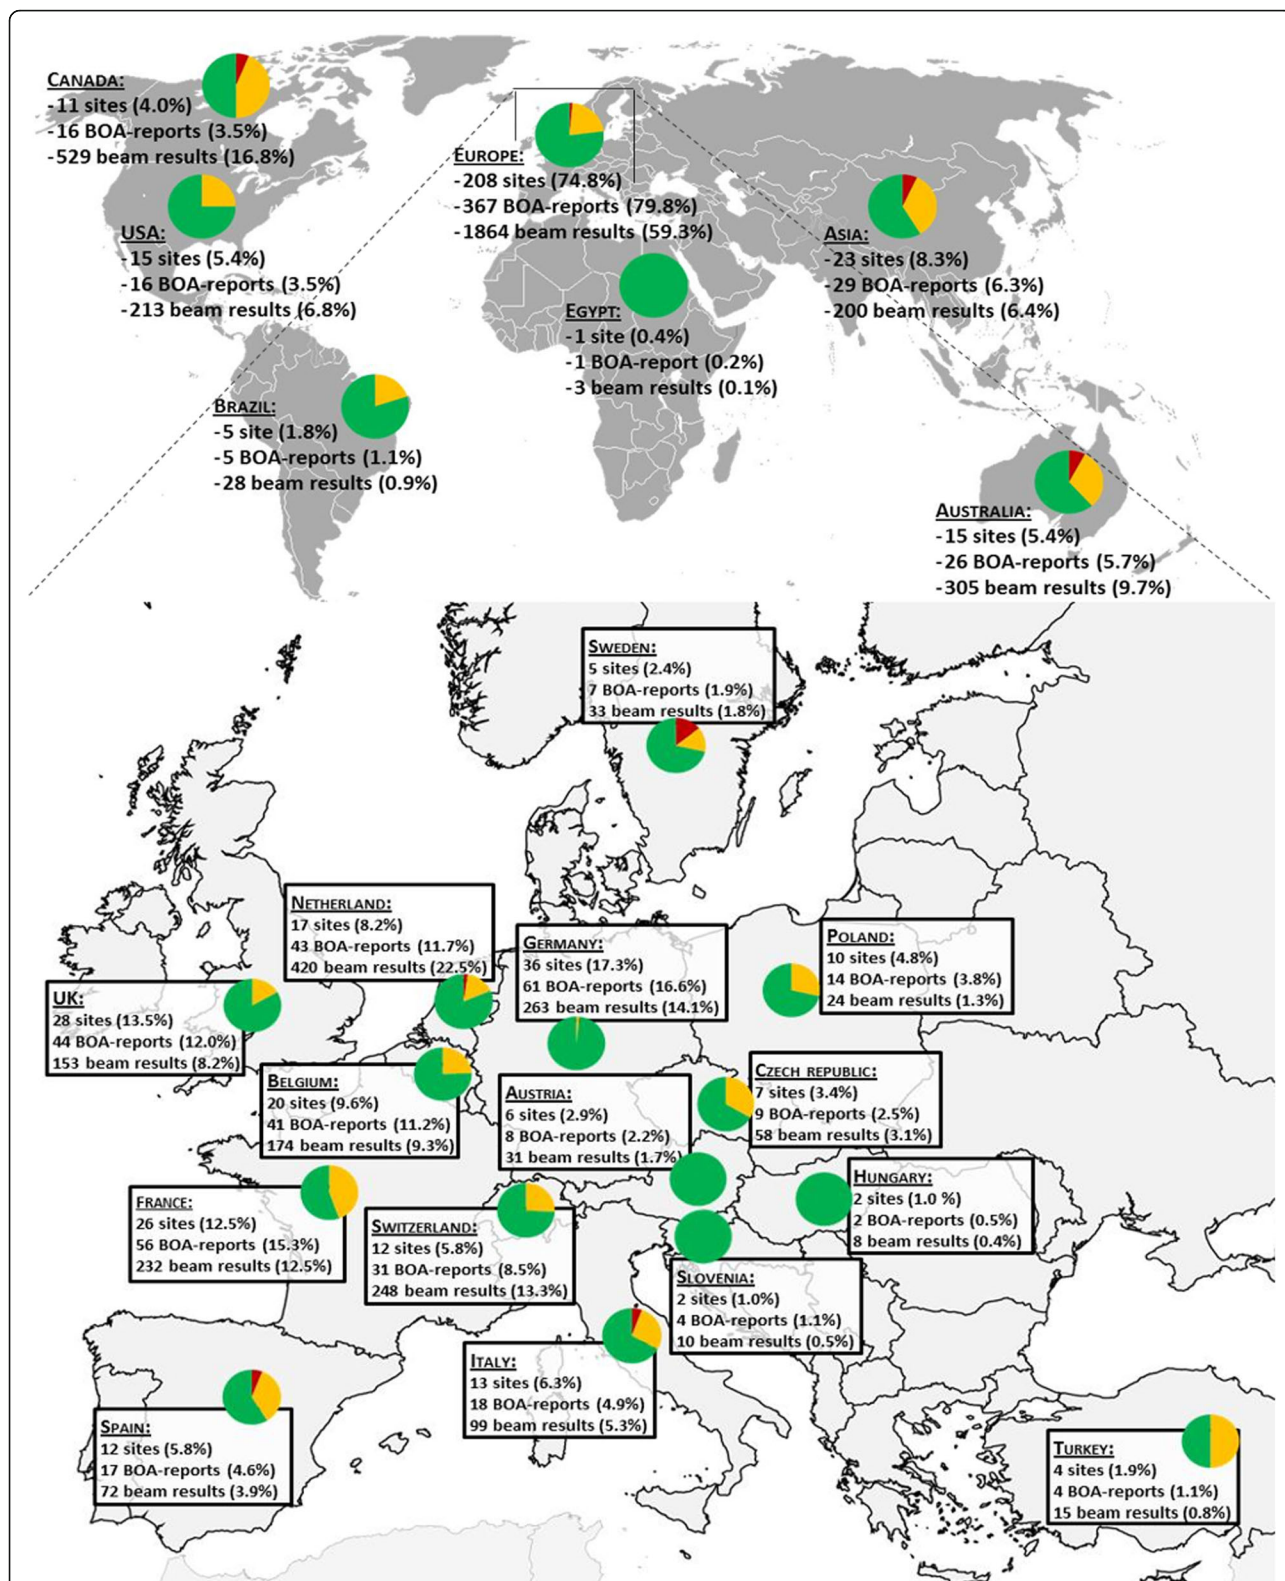 CANADA:
-11 sites (4.0%)
-16 BOA-reports (3.5%)
-529 beam results (16.8%)
USA:
-15 sites (5.4%)
-16 BOA-reports (3.5%)
-213 beam results (6.8%)
BRAZIL:
-5 site (1.8%)
-5 BOA-reports (1.1%)
-28 beam results (0.9%)
EUROPE:
-208 sites (74.8%)
-367 BOA-reports (79.8%)
-1864 beam results (59.3%)
EGYPT:
-1 site (0.4%)
-1 BOA-report (0.2%)
-3 beam results (0.1%)
ASIA:
-23 sites (8.3%)
-29 BOA-reports (6.3%)
-200 beam results (6.4%)
AUSTRALIA:
-15 sites (5.4%)
-26 BOA-reports (5.7%)
-305 beam results (9.7%)
SWEDEN:
5 sites (2.4%)
7 BOA-reports (1.9%)
33 beam results (1.8%)
NETHERLAND:
17 sites (8.2%)
43 BOA-reports (11.7%)
420 beam results (22.5%)
GERMANY:
36 sites (17.3%)
61 BOA-reports (16.6%)
263 beam results (14.1%)
POLAND:
10 sites (4.8%)
14 BOA-reports (3.8%)
24 beam results (1.3%)
UK:
28 sites (13.5%)
44 BOA-reports (12.0%)
153 beam results (8.2%)
BELGIUM:
20 sites (9.6%)
41 BOA-reports (11.2%)
174 beam results (9.3%)
AUSTRIA:
6 sites (2.9%)
8 BOA-reports (2.2%)
31 beam results (1.7%)
CZECH REPUBLIC:
7 sites (3.4%)
9 BOA-reports (2.5%)
58 beam results (3.1%)
FRANCE:
26 sites (12.5%)
56 BOA-reports (15.3%)
232 beam results (12.5%)
SWITZERLAND:
12 sites (5.8%)
31 BOA-reports (8.5%)
248 beam results (13.3%)
HUNGARY:
2 sites (1.0 %)
2 BOA-reports (0.5%)
8 beam results (0.4%)
SLOVENIA:
2 sites (1.0%)
4 BOA-reports (1.1%)
10 beam results (0.5%)
ITALY:
13 sites (6.3%)
18 BOA-reports (4.9%)
99 beam results (5.3%)
SPAIN:
12 sites (5.8%)
17 BOA-reports (4.6%)
72 beam results (3.9%)
TURKEY:
4 sites (1.9%)
4 BOA-reports (1.1%)
15 beam results (0.8%)